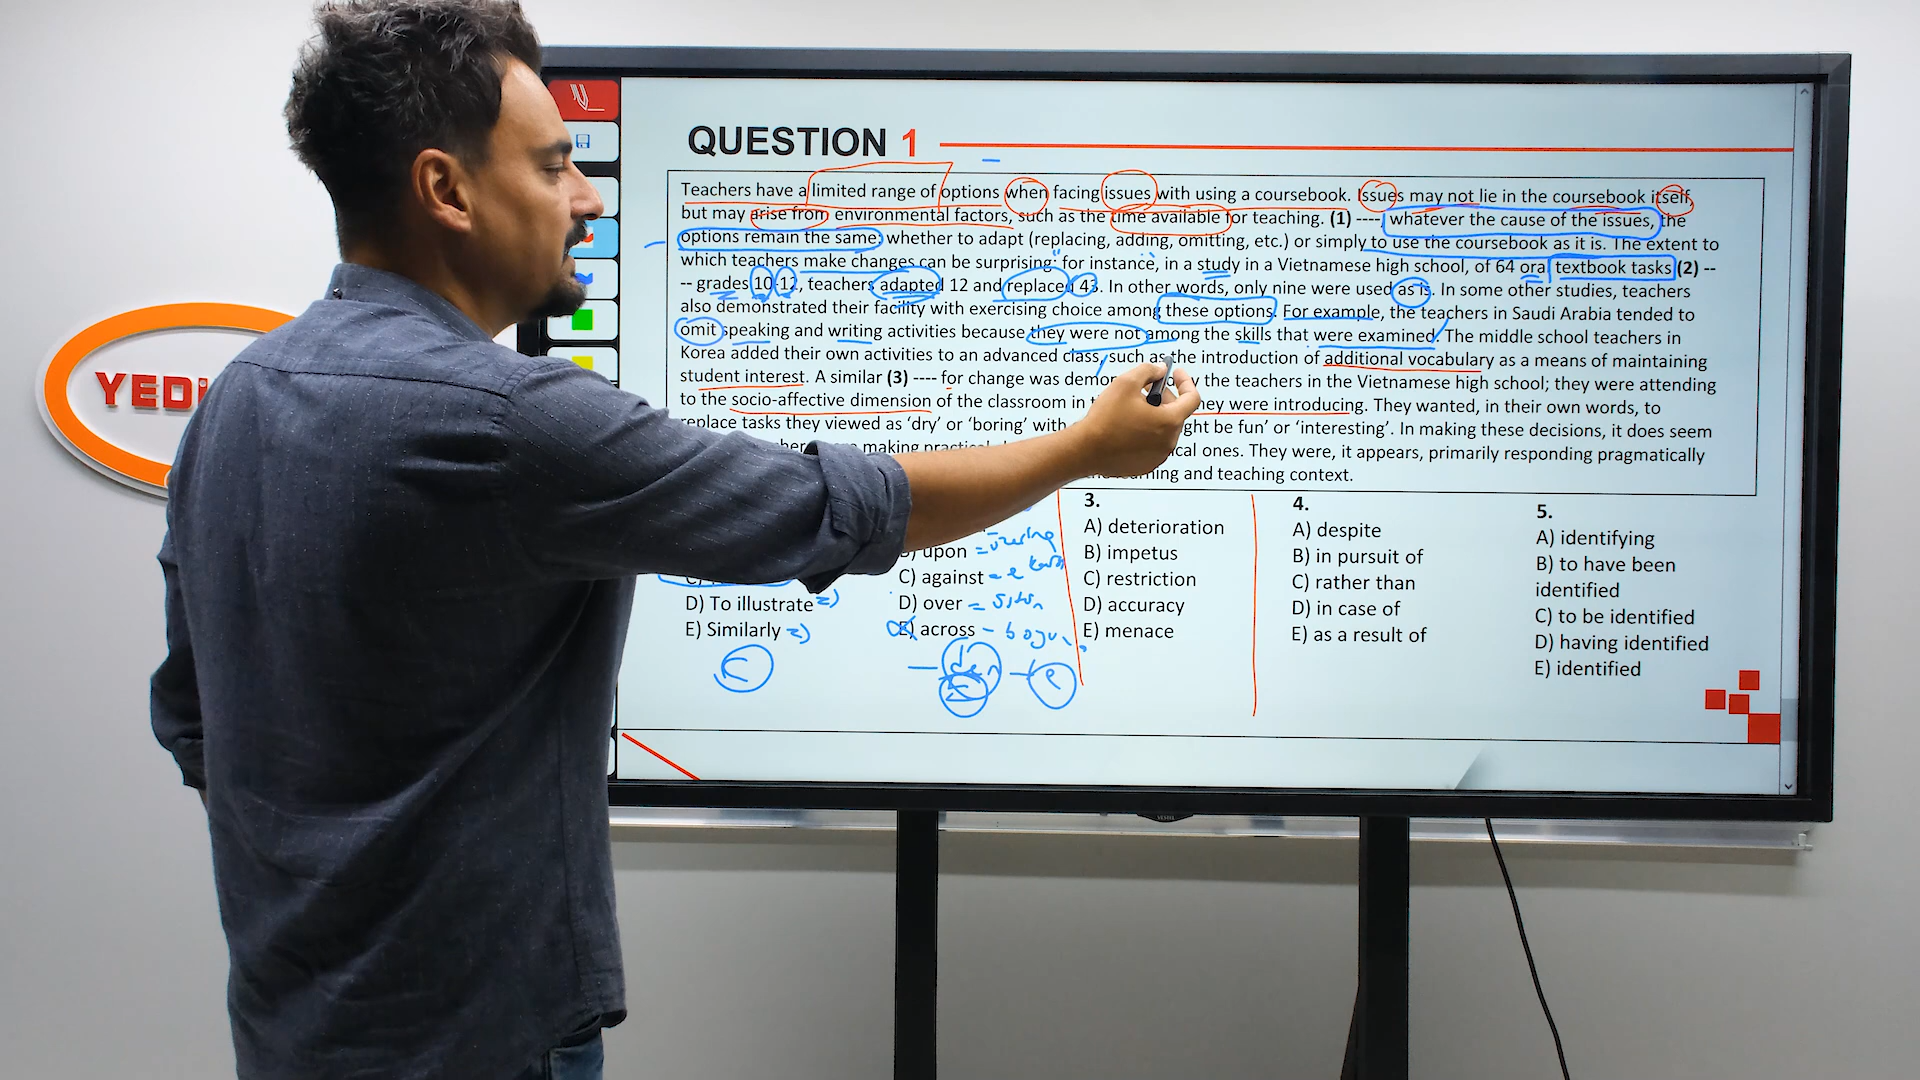 QUESTION 1
Teachers have a limited range of options when facing issues with using a coursebook. Issues may not lie in the coursebook itself,
but may arise from environmental factors, such as the time available for teaching. (1) ----, whatever the cause of the issues, the
options remain the same: whether to adapt (replacing, adding, omitting, etc.) or simply to use the coursebook as it is. The extent to
which teachers make changes can be surprising: for instance, in a study in a Vietnamese high school, of 64 oral textbook tasks (2) --
-- grades 10-12, teachers adapted 12 and replaced 43. In other words, only nine were used as is. In some other studies, teachers
also demonstrated their facility with exercising choice among these options. For example, the teachers in Saudi Arabia tended to
omit speaking and writing activities because they were not among the skills that were examined. The middle school teachers in
Korea added their own activities to an advanced class, such as the introduction of additional vocabulary as a means of maintaining
student interest. A similar (3) ---- for change was the teachers in the Vietnamese high school; they were attending
to the socio-affective dimension of the classroom in they were introducing. They wanted, in their own words, to
replace tasks they viewed as 'dry' or 'boring' with be fun' or 'interesting'. In making these decisions, it does seem
making ones. They were, it appears, primarily responding pragmatically
learning and teaching context.
YEDİ
D) To illustrate
E) Similarly
C
upon
C) against
D) over
E) across
den
e
3.
A) deterioration
B) impetus
C) restriction
D) accuracy
E) menace
4.
A) despite
B) in pursuit of
C) rather than
D) in case of
E) as a result of
5.
A) identifying
B) to have been
identified
C) to be identified
D) having identified
E) identified